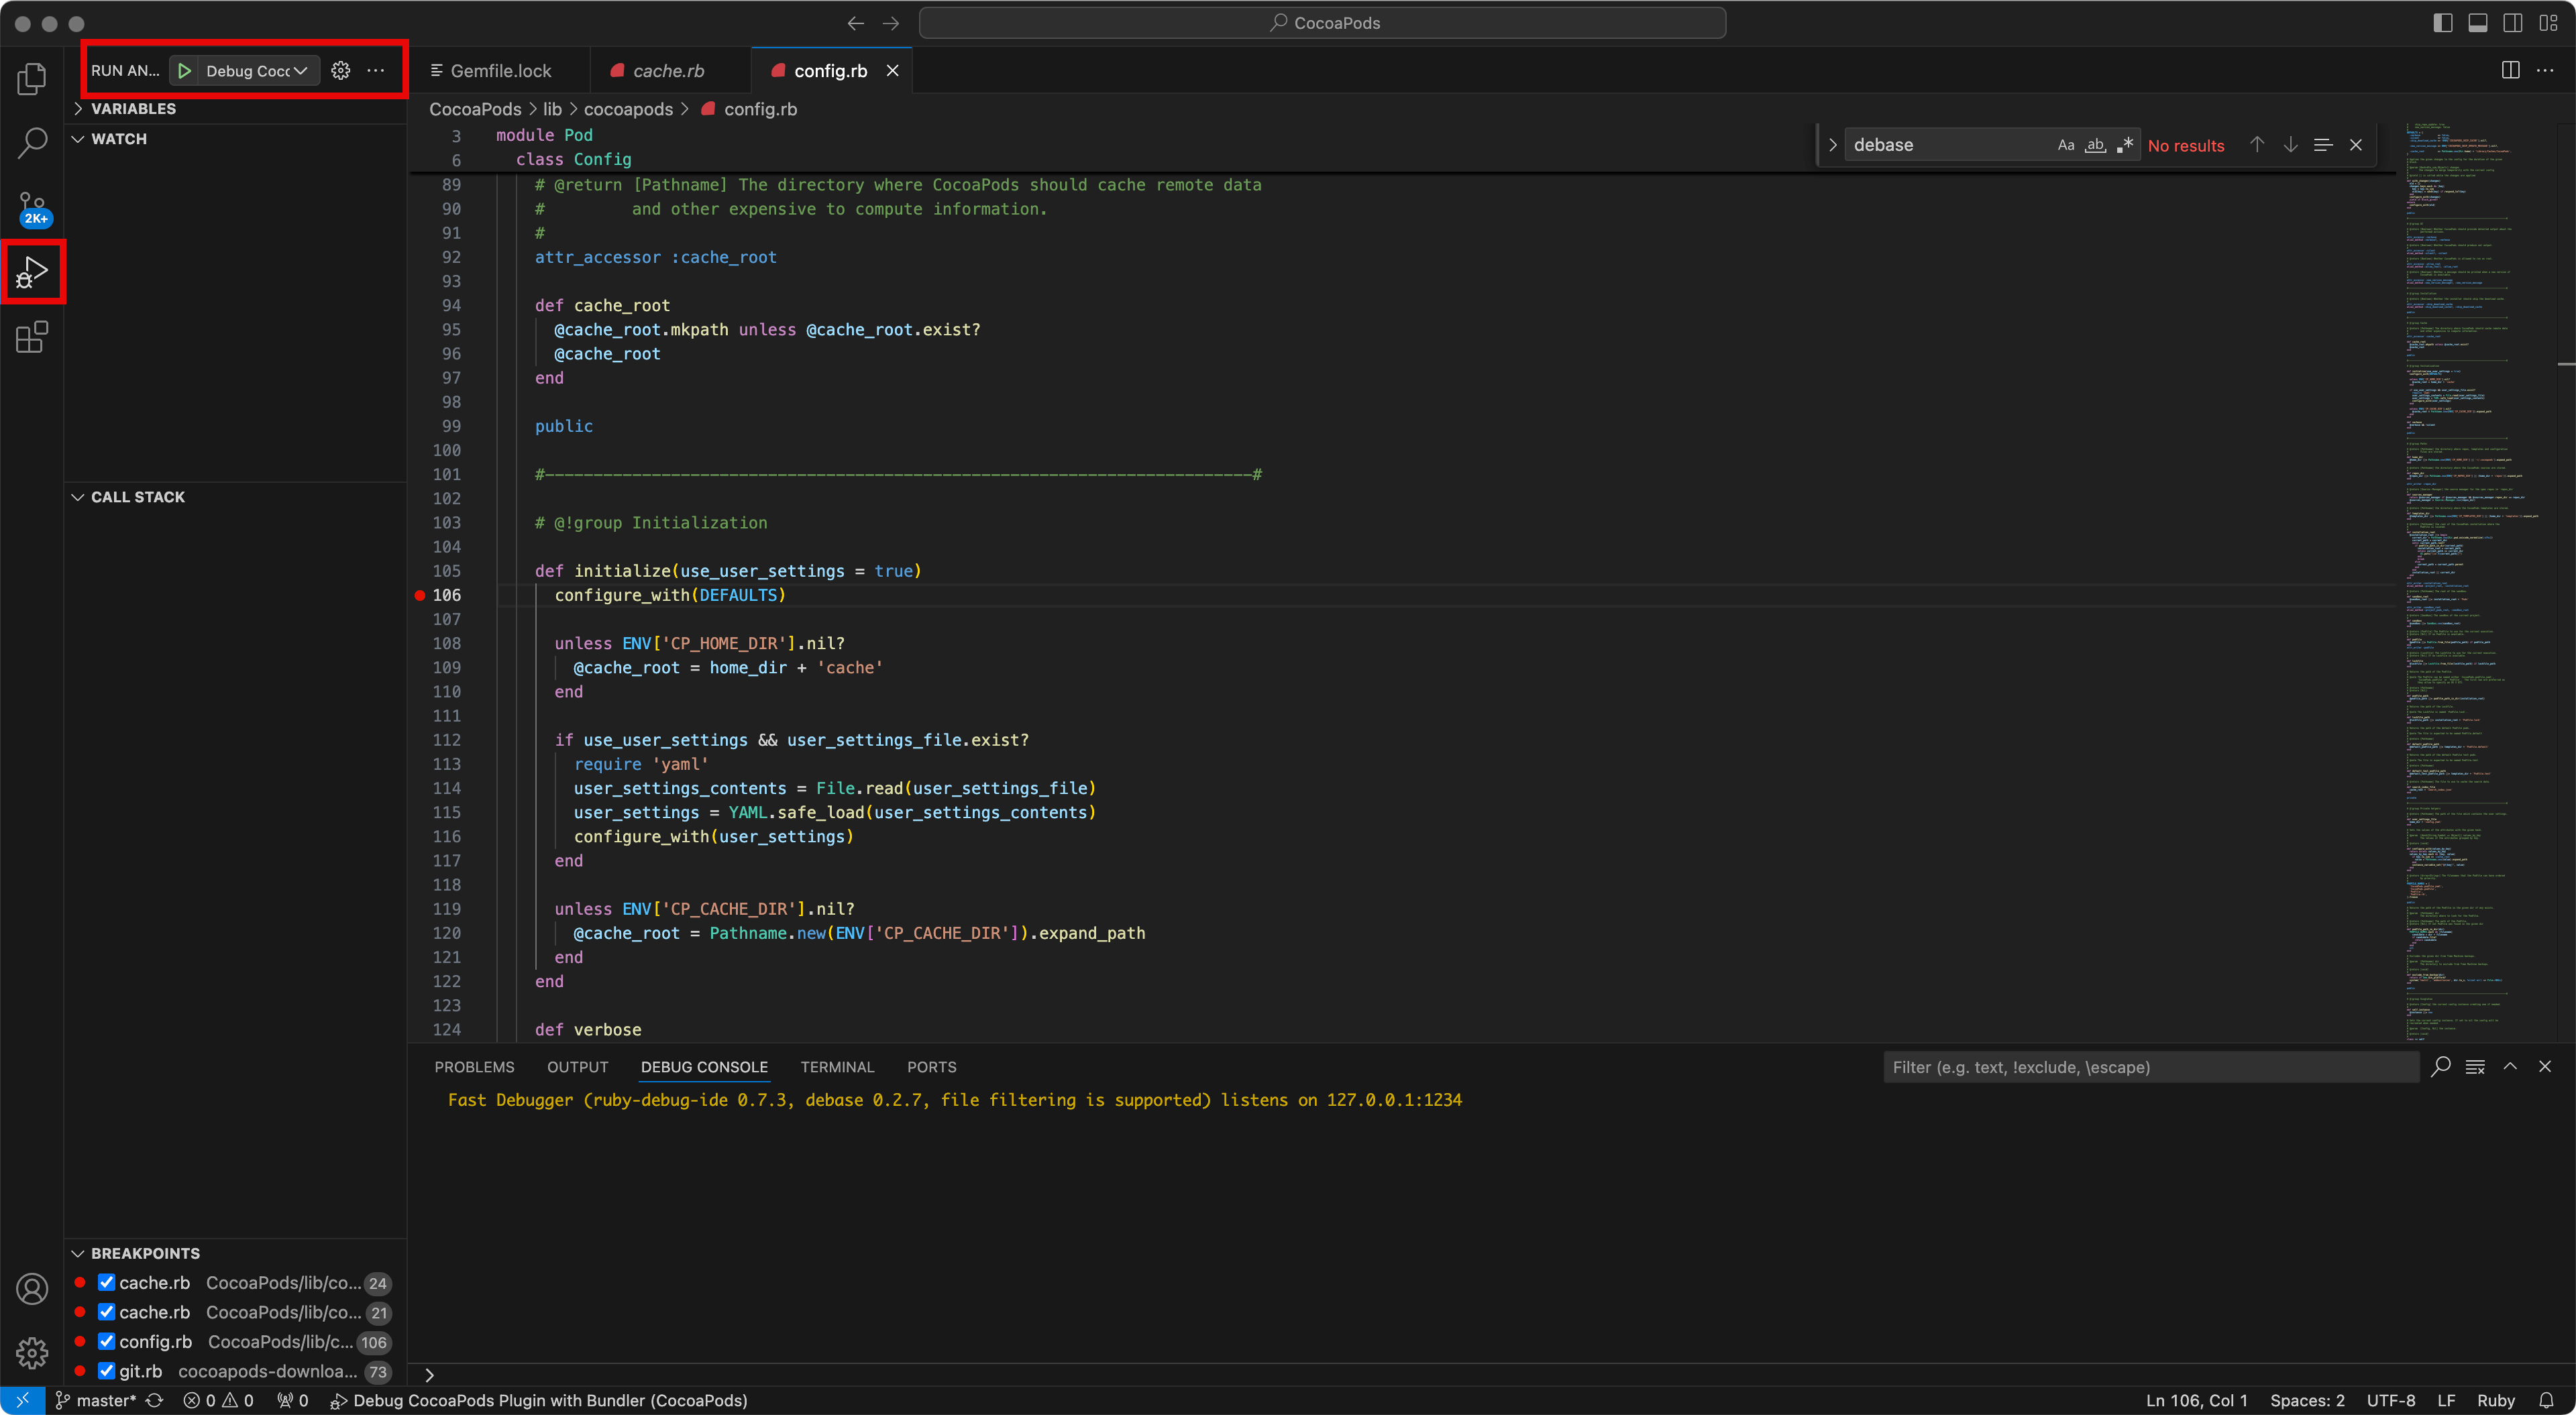 CocoaPods
RUN AN... Debug Coco
Gemfile.lock
cache.rb
config.rb
VARIABLES
WATCH
CALL STACK
BREAKPOINTS
cache.rb CocoaPods/lib/co... 24
cache.rb CocoaPods/lib/co... 21
config.rb CocoaPods/lib/c... 106
git.rb cocoapods-downloa... 73
2K+
CocoaPods > lib > cocoapods > config.rb
debase Aa ab .* No results
3 module Pod
6 class Config
89 # @return [Pathname] The directory where CocoaPods should cache remote data
90 # and other expensive to compute information.
91 #
92 attr_accessor :cache_root
93
94 def cache_root
95 @cache_root.mkpath unless @cache_root.exist?
96 @cache_root
97 end
98
99 public
100
101 #-------------------------------------------------------------------------#
102
103 # @!group Initialization
104
105 def initialize(use_user_settings = true)
106 configure_with(DEFAULTS)
107
108 unless ENV['CP_HOME_DIR'].nil?
109 @cache_root = home_dir + 'cache'
110 end
111
112 if use_user_settings && user_settings_file.exist?
113 require 'yaml'
114 user_settings_contents = File.read(user_settings_file)
115 user_settings = YAML.safe_load(user_settings_contents)
116 configure_with(user_settings)
117 end
118
119 unless ENV['CP_CACHE_DIR'].nil?
120 @cache_root = Pathname.new(ENV['CP_CACHE_DIR']).expand_path
121 end
122 end
123
124 def verbose
PROBLEMS OUTPUT DEBUG CONSOLE TERMINAL PORTS
Filter (e.g. text, !exclude, \escape)
Fast Debugger (ruby-debug-ide 0.7.3, debase 0.2.7, file filtering is supported) listens on 127.0.0.1:1234
master* 0 0 0 Debug CocoaPods Plugin with Bundler (CocoaPods)
Ln 106, Col 1 Spaces: 2 UTF-8 LF Ruby